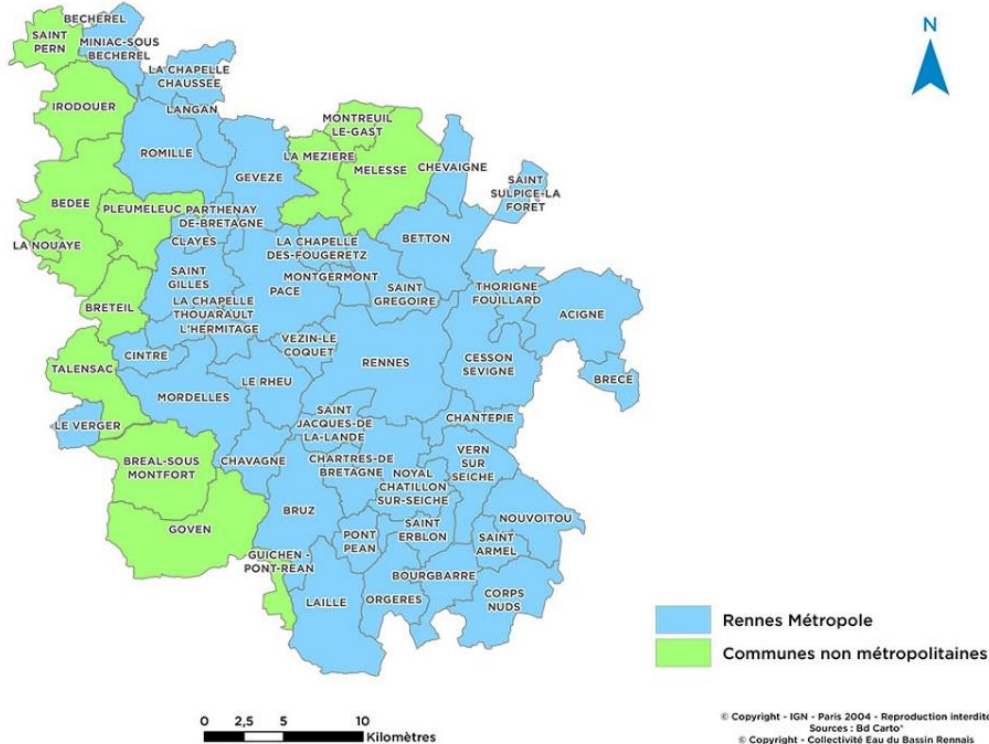 N
BECHEREL
SAINT
PERN
MINIAC-SOUS
BECHEREL
LA CHAPELLE
CHAUSSEE
IRODOUER
LANGAN
MONTREUIL
LE-GAST
ROMILLE
LA MEZIERE
MELESSE
CHEVAIGNE
GEVEZE
SAINT
SULPICE-LA
FORET
BEDEE
PLEUMELEUC
PARTHENAY
DE-BRETAGNE
LA NOUAYE
CLAYES
LA CHAPELLE
DES-FOUGERETZ
BETTON
SAINT
GILLES
MONTGERMONT
PACE
SAINT
GREGOIRE
THORIGNE
FOUILLARD
ACIGNE
BRETEIL
LA CHAPELLE
THOUARAULT
L'HERMITAGE
VEZIN-LE
COQUET
RENNES
CESSON
SEVIGNE
CINTRE
TALENSAC
LE RHEU
BRECE
MORDELLES
LE VERGER
SAINT
JACQUES-DE
LA-LANDE
CHANTEPIE
BREAL-SOUS
MONTFORT
CHAVAGNE
CHARTRES-DE
BRETAGNE
VERN
SUR
SEICHE
NOYAL
CHATILLON
SUR-SEICHE
BRUZ
GOVEN
NOUVOITOU
SAINT
ERBLON
PONT
PEAN
SAINT
ARMEL
GUICHEN -
PONT-REAN
BOURGBARRE
LAILLE
ORGERES
CORPS
NUDS
Rennes Métropole
Communes non métropolitaines
0 2,5 5 10
Kilomètres
© Copyright - IGN - Paris 2004 - Reproduction interdite
Sources : Bd Carto°
© Copyright - Collectivité Eau du Bassin Rennais